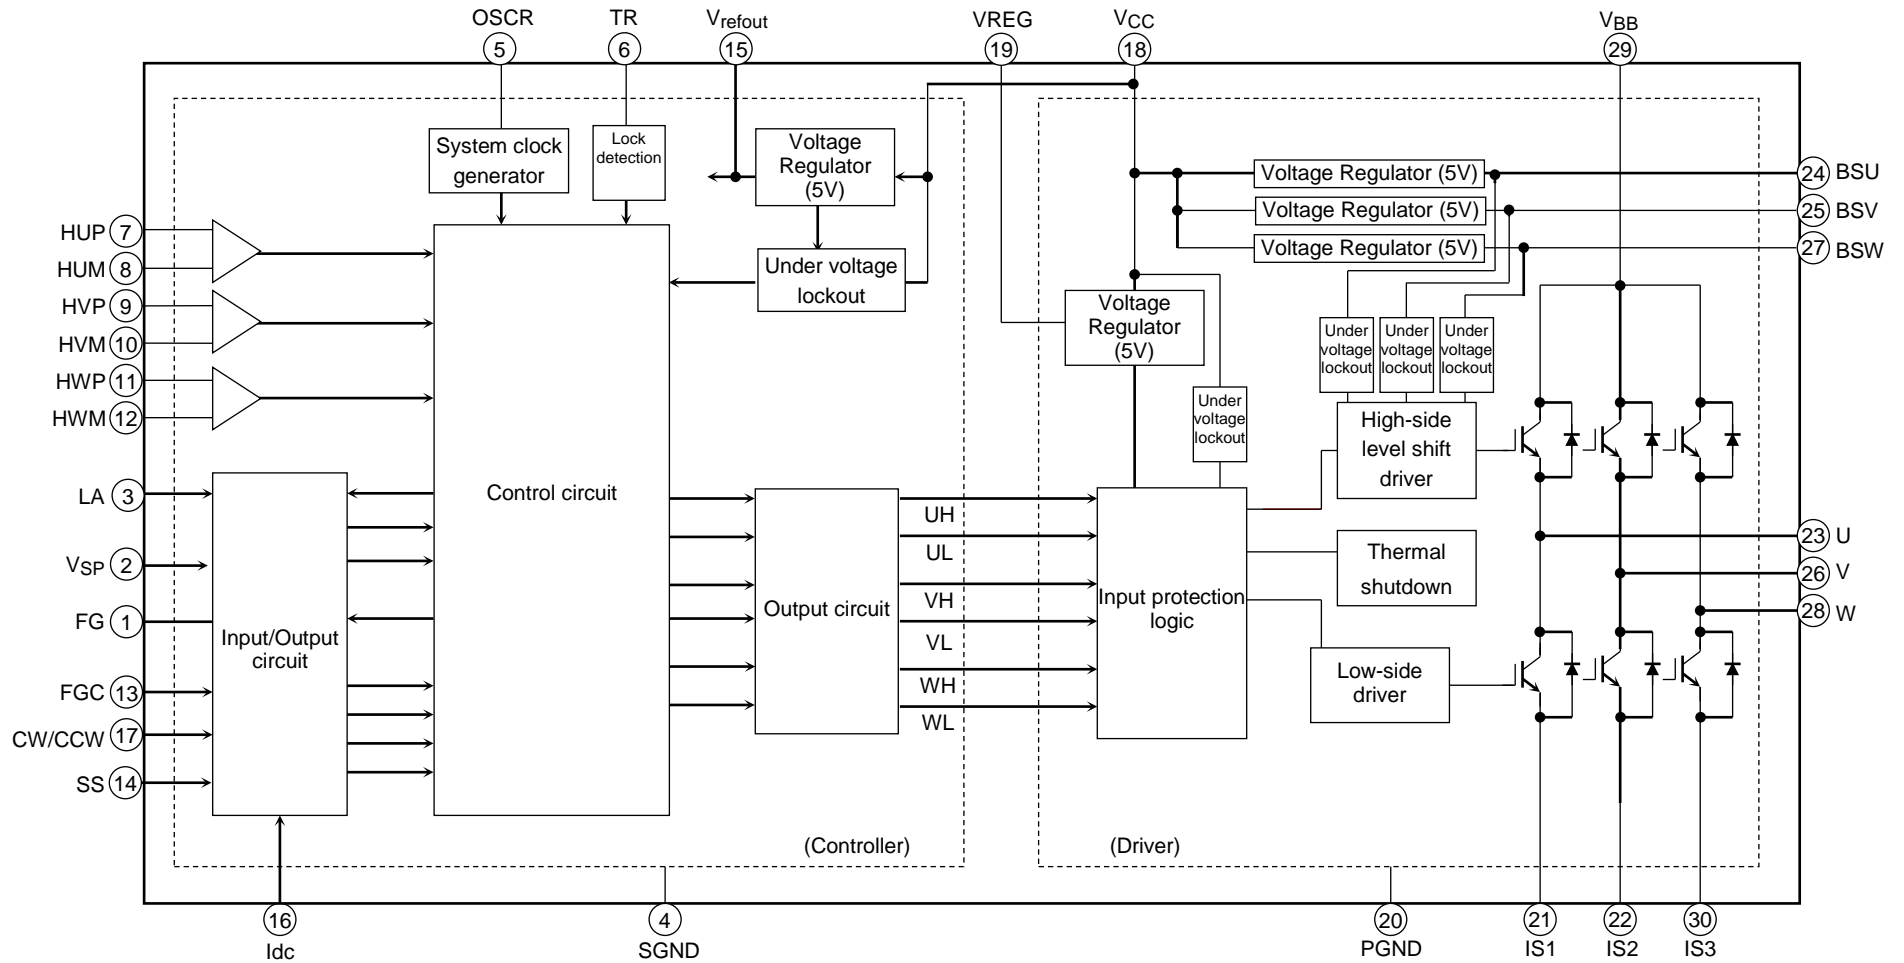 OSCR
TR
Vrefout
VREG
VCC
VBB
5
6
15
19
18
29
System clock
generator
Lock
detection
Voltage
Regulator
(5V)
Voltage Regulator (5V)
24 BSU
Voltage Regulator (5V)
25 BSV
Voltage Regulator (5V)
27 BSW
HUP 7
HUM 8
HVP 9
HVM 10
HWP 11
HWM 12
Under voltage
lockout
Voltage
Regulator
(5V)
Under
voltage
lockout
Under
voltage
lockout
Under
voltage
lockout
Under
voltage
lockout
High-side
level shift
driver
LA 3
VSP 2
FG 1
FGC 13
CW/CCW 17
SS 14
Input/Output
circuit
Control circuit
Output circuit
UH
UL
VH
VL
WH
WL
Input protection
logic
Thermal
shutdown
Low-side
driver
23 U
26 V
28 W
(Controller)
(Driver)
16
4
20
21
22
30
Idc
SGND
PGND
IS1
IS2
IS3